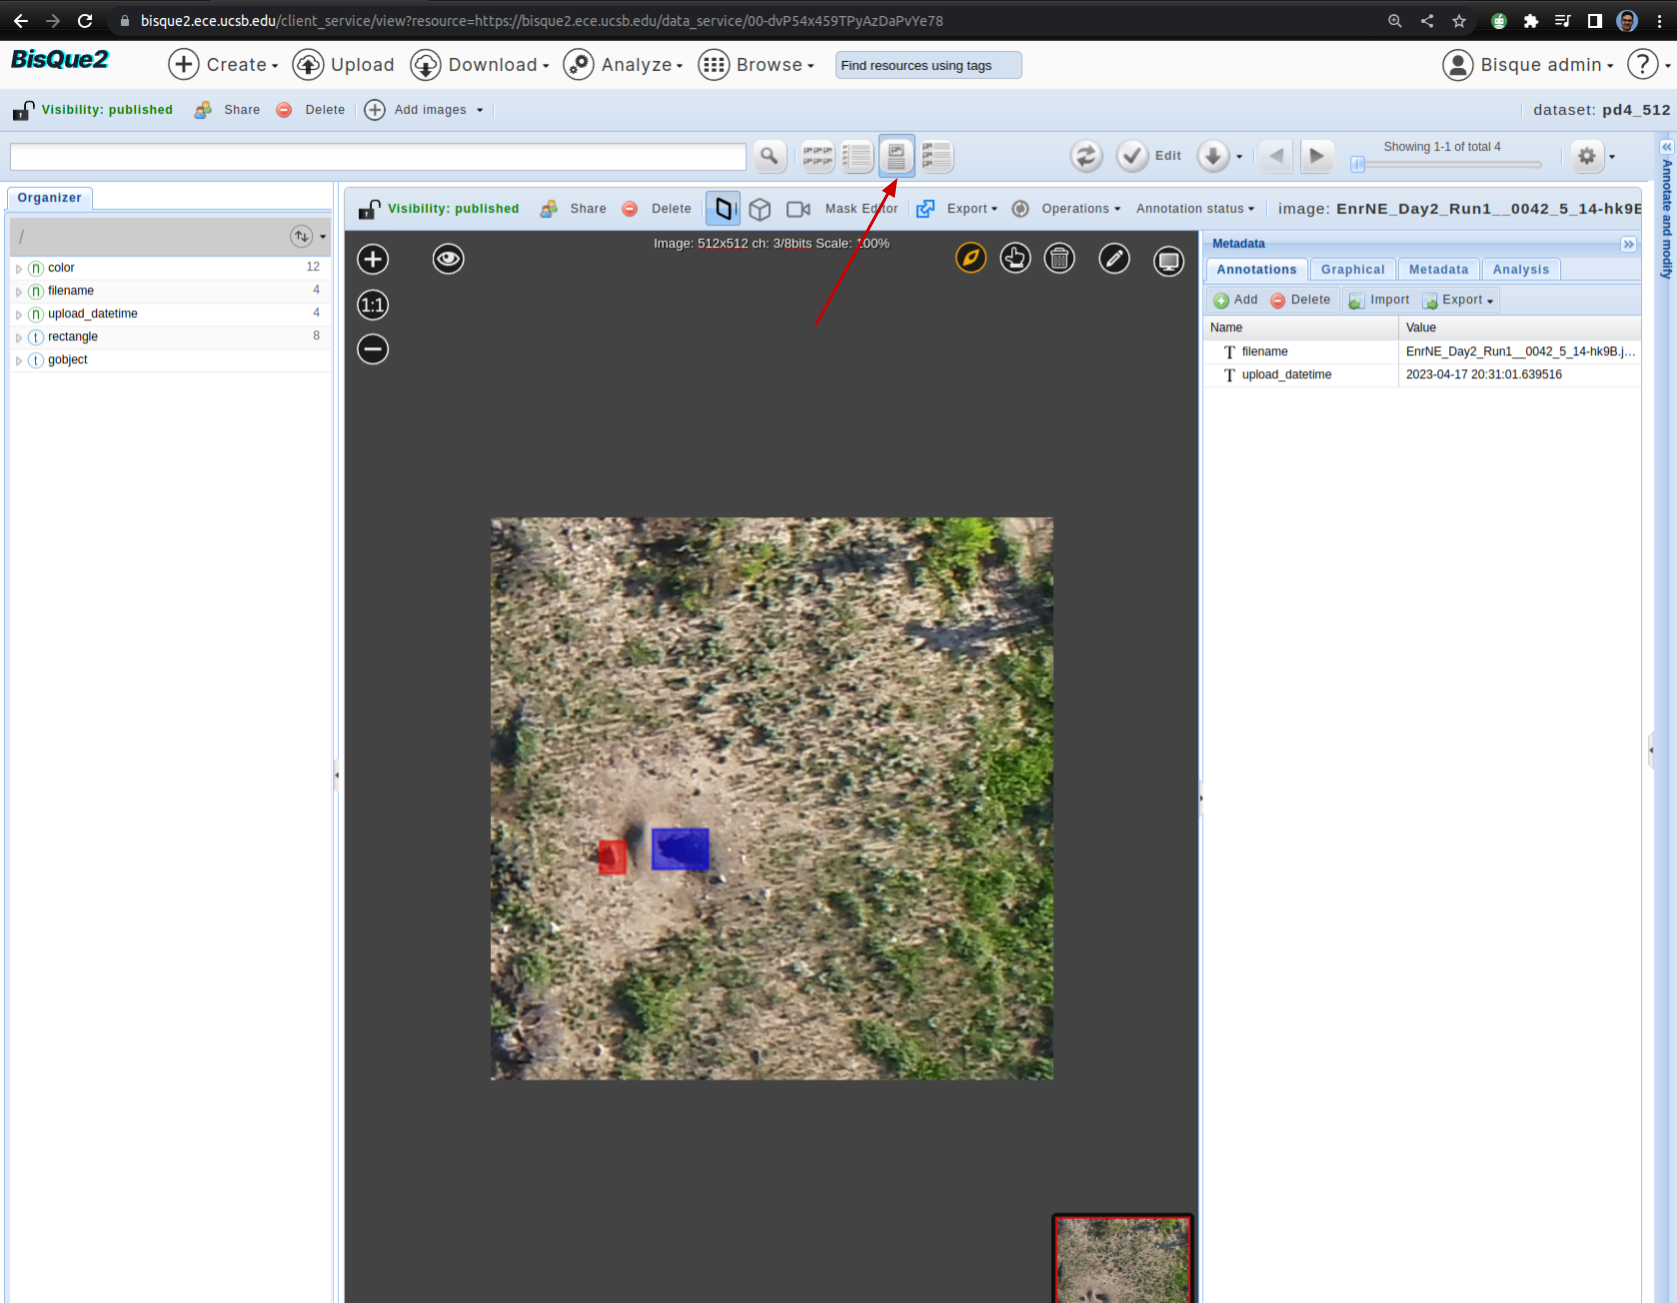 bisque2.ece.ucsb.edu/client_service/view?resource=https://bisque2.ece.ucsb.edu/data_service/00-dvP54x459TPyAzDaPvYe78
BisQue2 Create Upload Download Analyze Browse Find resources using tags Bisque admin ?
Visibility: published Share Delete Add images dataset: pd4_512
Edit Showing 1-1 of total 4
Annotate and modify
Organizer
Visibility: published Share Delete Mask Editor Export Operations Annotation status image: EnrNE_Day2_Run1__0042_5_14-hk9B
/
Image: 512x512 ch: 3/8bits Scale: 100%
1:1
color 12
filename 4
upload_datetime 4
rectangle 8
gobject
Metadata
Annotations Graphical Metadata Analysis
Add Delete Import Export
Name Value
filename EnrNE_Day2_Run1__0042_5_14-hk9B.j...
upload_datetime 2023-04-17 20:31:01.639516